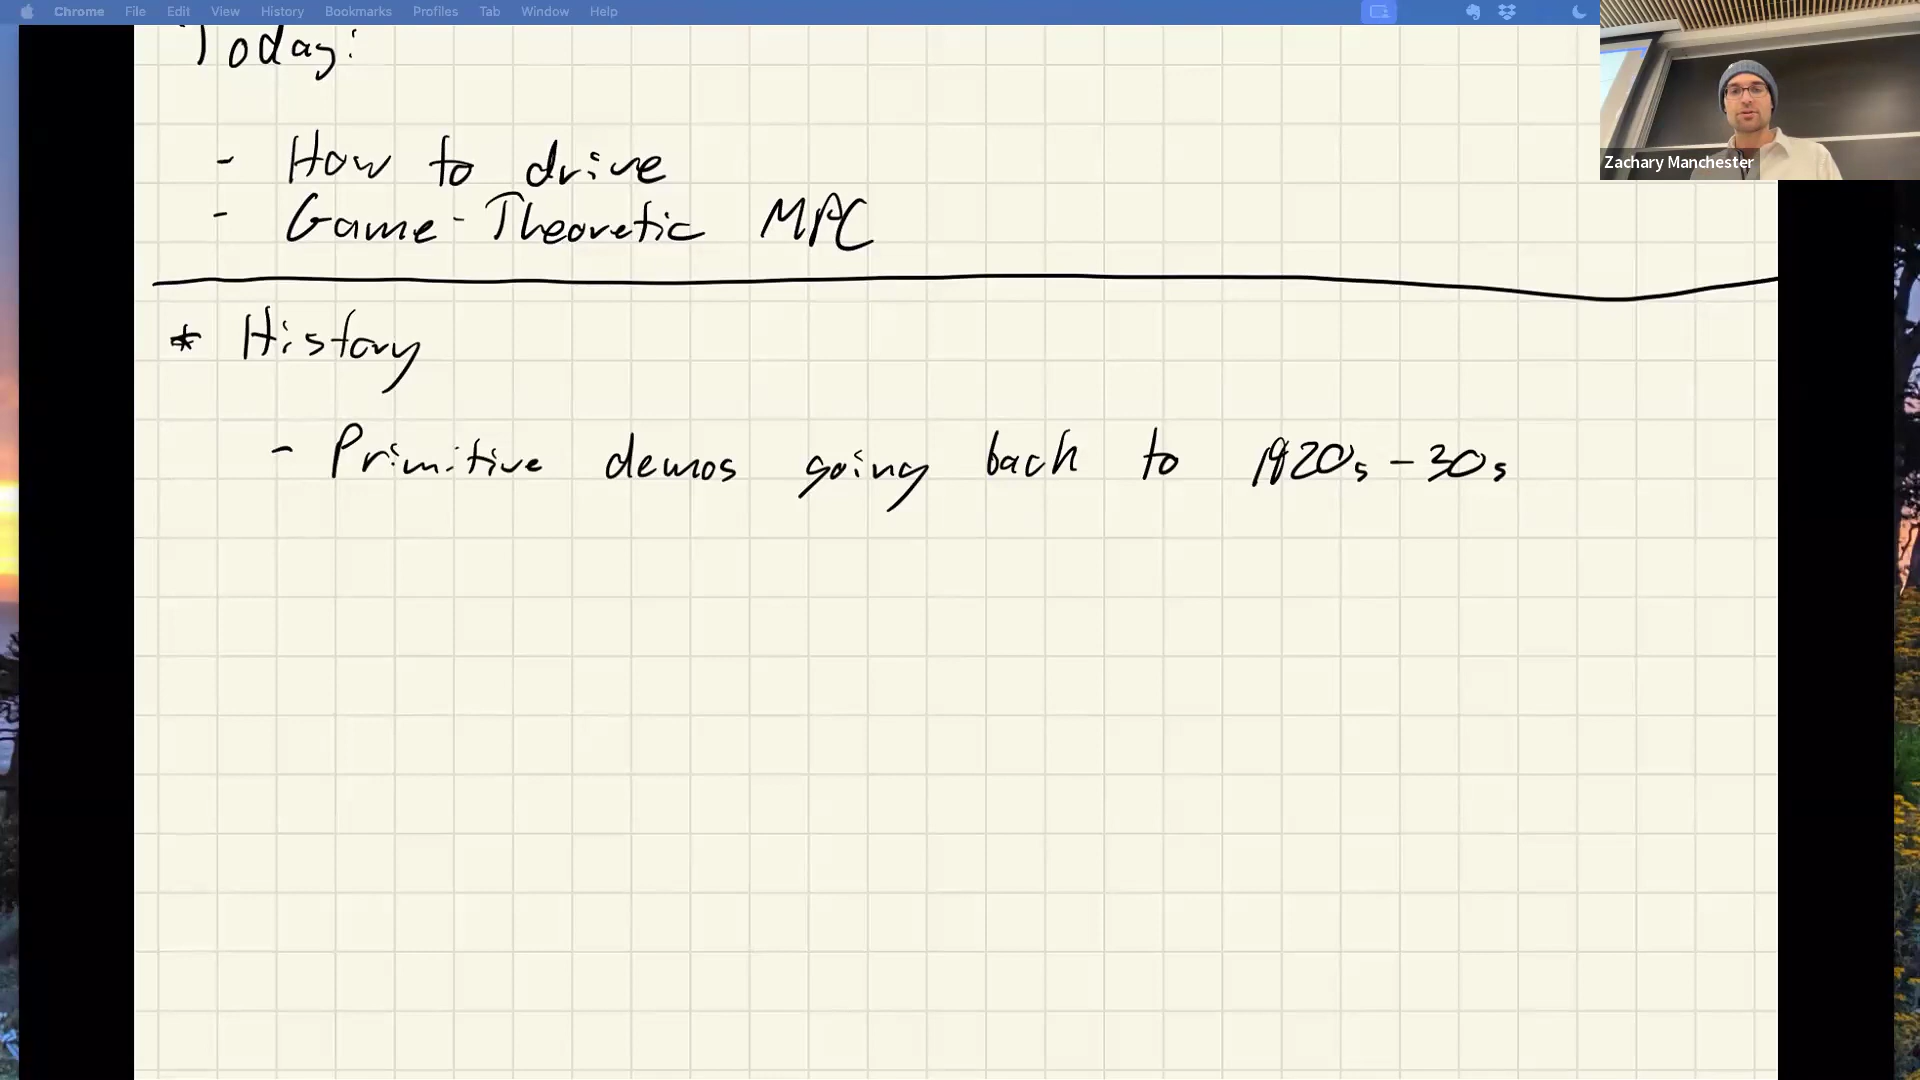 Chrome File Edit View History Bookmarks Profiles Tab Window Help
Today:
Zachary Manchester
- How to drive
- Game-Theoretic MPC
* History
- Primitive demos going back to 1920s - 30s